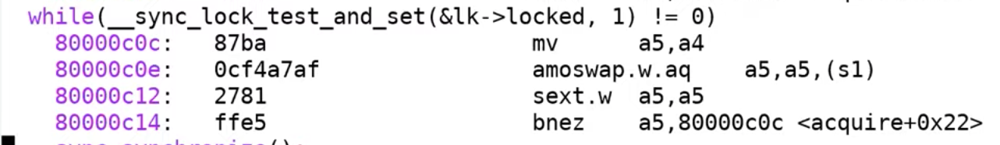 while(__sync_lock_test_and_set(&lk->locked, 1) != 0)
80000c0c: 87ba mv a5,a4
80000c0e: 0cf4a7af amoswap.w.aq a5,a5,(s1)
80000c12: 2781 sext.w a5,a5
80000c14: ffe5 bnez a5,80000c0c <acquire+0x22>